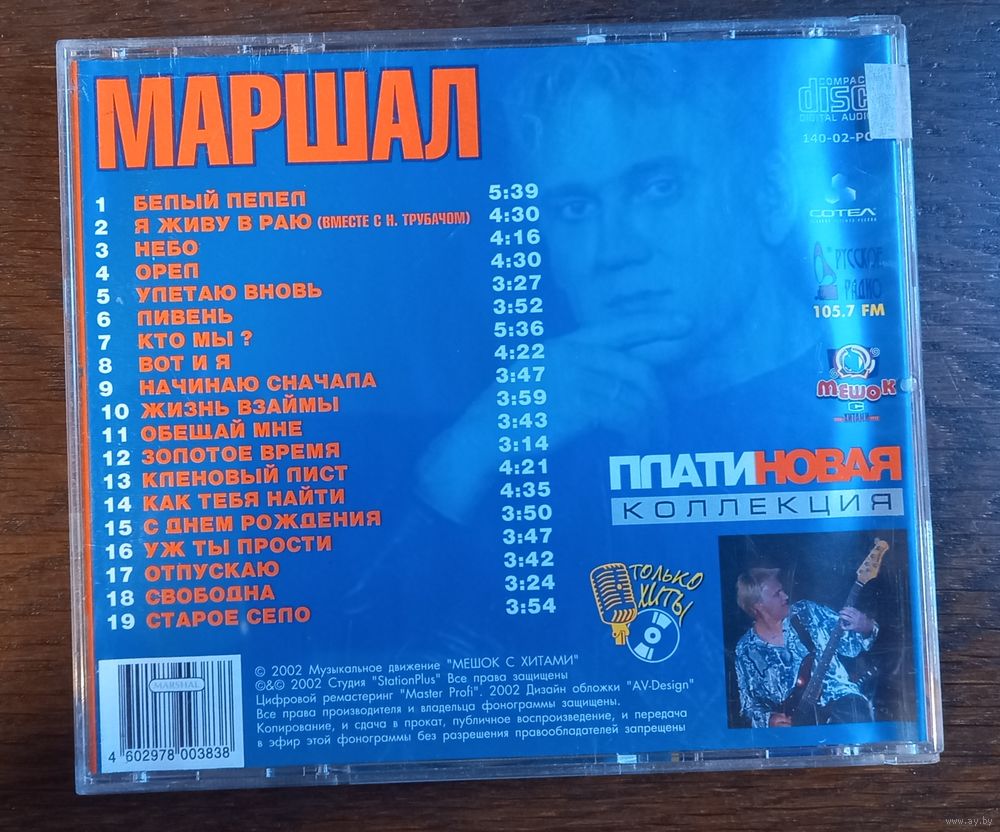 МАРШАЛ
COMPACT
disc
DIGITAL AUDIO
140-02-РС
1 БЕЛЫЙ ПЕПЕЛ 5:39
2 Я ЖИВУ В РАЮ (ВМЕСТЕ С Н. ТРУБАЧОМ) 4:30
3 НЕБО 4:16
4 ОРЕЛ 4:30
5 УЛЕТАЮ ВНОВЬ 3:27
6 ЛИВЕНЬ 3:52
7 КТО МЫ ? 5:36
8 ВОТ И Я 4:22
9 НАЧИНАЮ СНАЧАЛА 3:47
10 ЖИЗНЬ ВЗАЙМЫ 3:59
11 ОБЕЩАЙ МНЕ 3:43
12 ЗОЛОТОЕ ВРЕМЯ 3:14
13 КЛЕНОВЫЙ ЛИСТ 4:21
14 КАК ТЕБЯ НАЙТИ 4:35
15 С ДНЕМ РОЖДЕНИЯ 3:50
16 УЖ ТЫ ПРОСТИ 3:47
17 ОТПУСКАЮ 3:42
18 СВОБОДНА 3:24
19 СТАРОЕ СЕЛО 3:54
СОТЕЛ
РУССКОЕ
РАДИО
105.7 FM
МЕШОК
С
ХИТАМИ
ПЛАТИНОВАЯ
КОЛЛЕКЦИЯ
ТОЛЬКО
ХИТЫ
MARSHAL
4 602978 003838
© 2002 Музыкальное движение "МЕШОК С ХИТАМИ"
©&© 2002 Студия "StationPlus" Все права защищены
Цифровой ремастеринг "Master Profi". 2002 Дизайн обложки "AV-Design"
Все права производителя и владельца фонограммы защищены.
Копирование, и сдача в прокат, публичное воспроизведение, и передача
в эфир этой фонограммы без разрешения правообладателей запрещены
www.ay.by